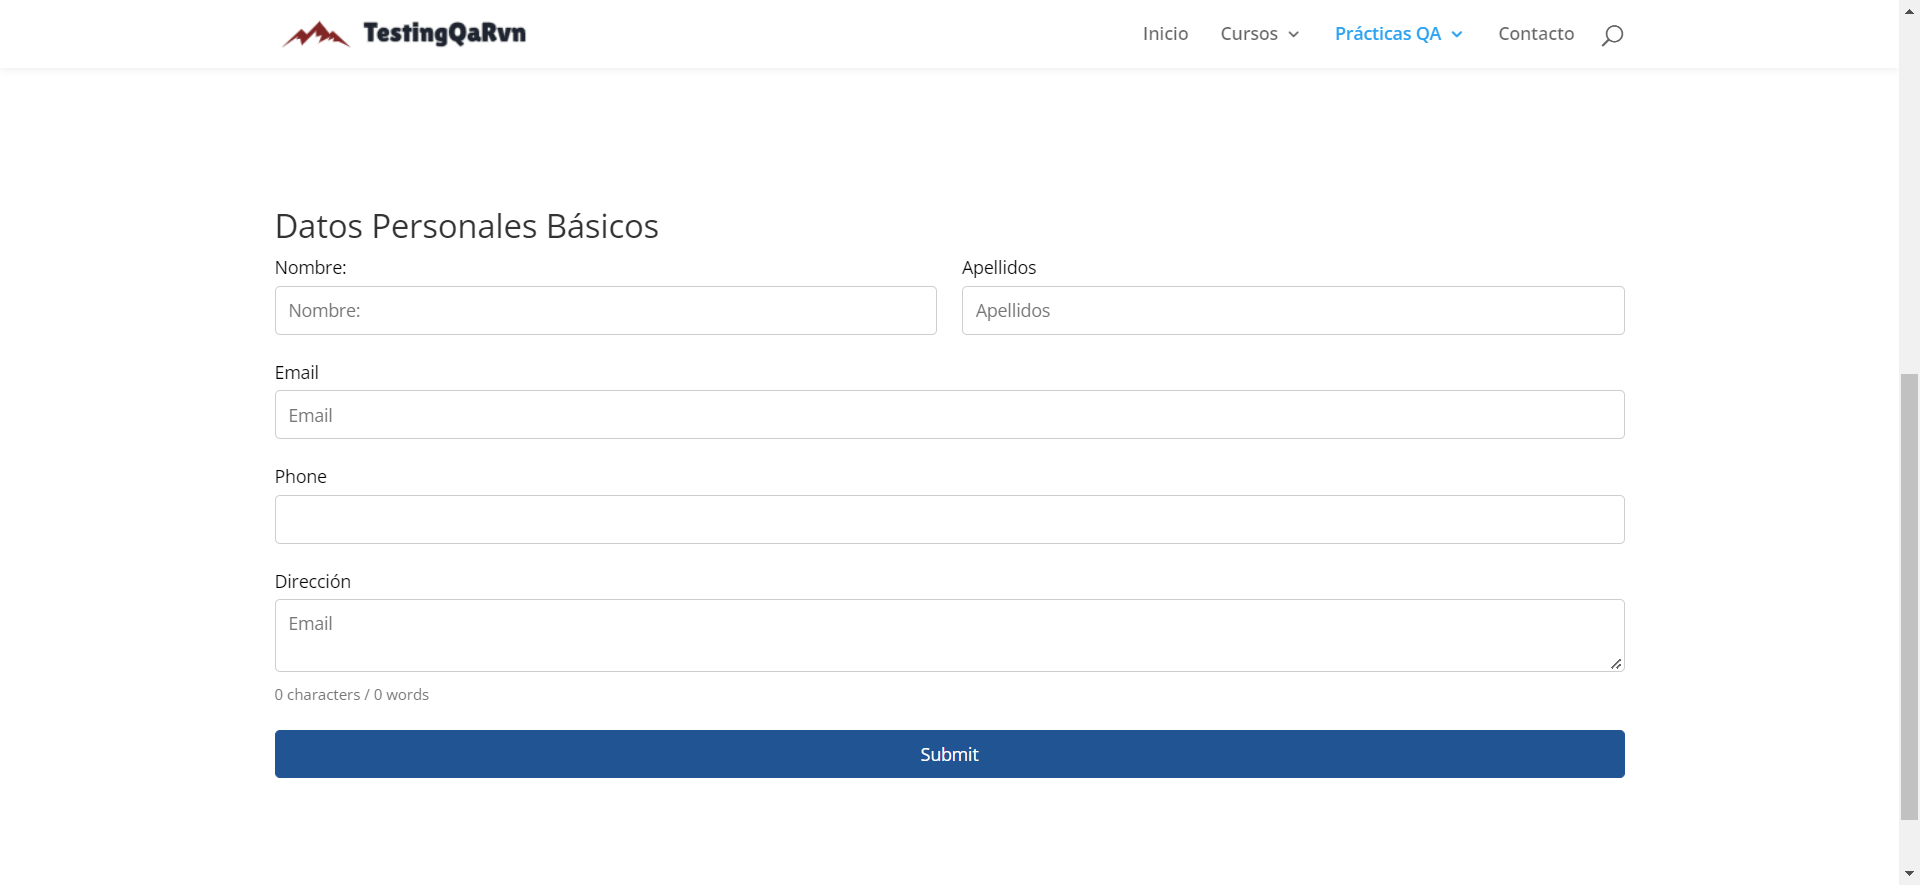 TestingQaRvn
Inicio Cursos Prácticas QA Contacto
Datos Personales Básicos
Nombre: Apellidos
Nombre: Apellidos
Email
Email
Phone
Dirección
Email
0 characters / 0 words
Submit